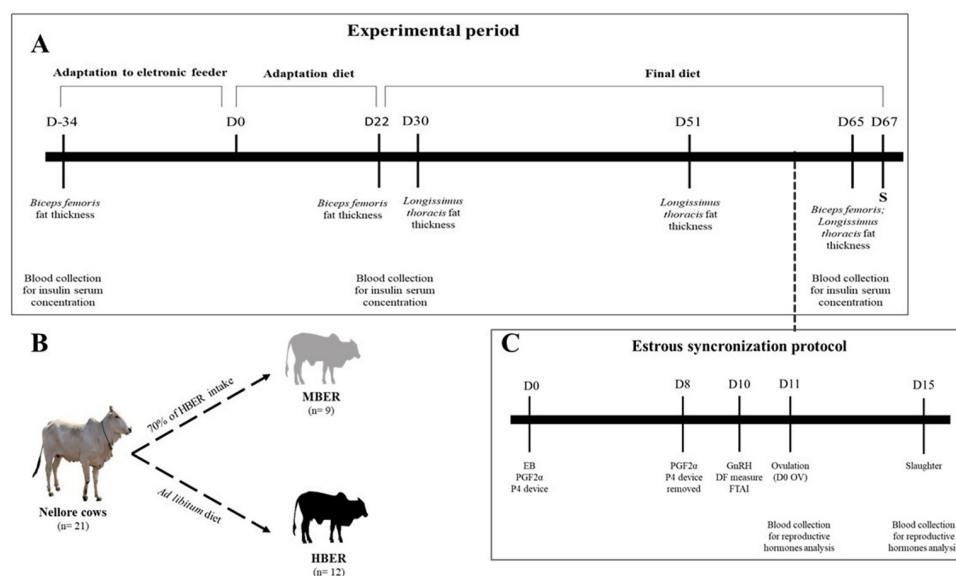 A
Experimental period
Adaptation to eletronic feeder
Adaptation diet
Final diet
D-34
D0
D22
D30
D51
D65
D67
S
Biceps femoris
fat thickness
Biceps femoris
fat thickness
Longissimus
thoracis fat
thickness
Longissimus
thoracis fat
thickness
Biceps femoris;
Longissimus
thoracis fat
thickness
Blood collection
for insulin serum
concentration
Blood collection
for insulin serum
concentration
Blood collection
for insulin serum
concentration
B
Nellore cows
(n= 21)
70% of HBER intake
MBER
(n= 9)
Ad libitum diet
HBER
(n= 12)
C
Estrous syncronization protocol
D0
D8
D10
D11
D15
EB
PGF2α
P4 device
PGF2α
P4 device
removed
GnRH
DF measure
FTAI
Ovulation
(D0 OV)
Slaughter
Blood collection
for reproductive
hormones analysis
Blood collection
for reproductive
hormones analysis